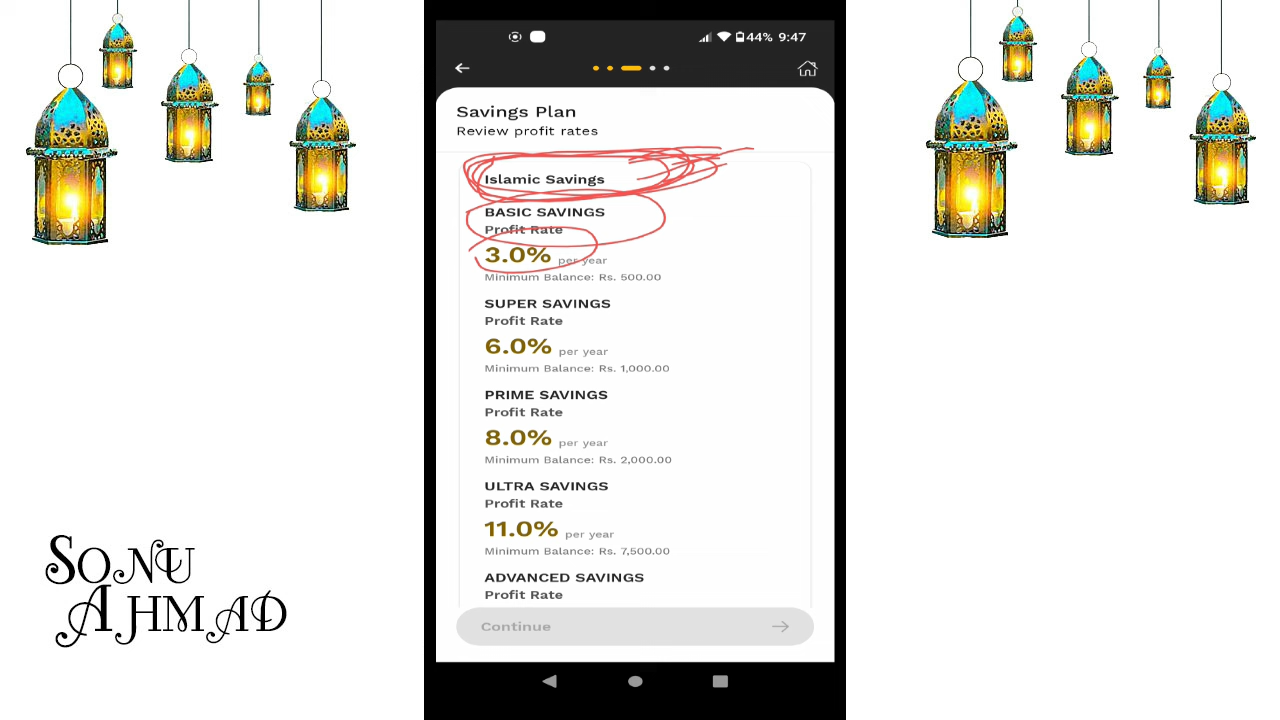 44% 9:47
Savings Plan
Review profit rates
Islamic Savings
BASIC SAVINGS
Profit Rate
3.0% per year
Minimum Balance: Rs. 500.00
SUPER SAVINGS
Profit Rate
6.0% per year
Minimum Balance: Rs. 1,000.00
PRIME SAVINGS
Profit Rate
8.0% per year
Minimum Balance: Rs. 2,000.00
ULTRA SAVINGS
Profit Rate
11.0% per year
Minimum Balance: Rs. 7,500.00
ADVANCED SAVINGS
Profit Rate
Continue
SONU
AHMAD